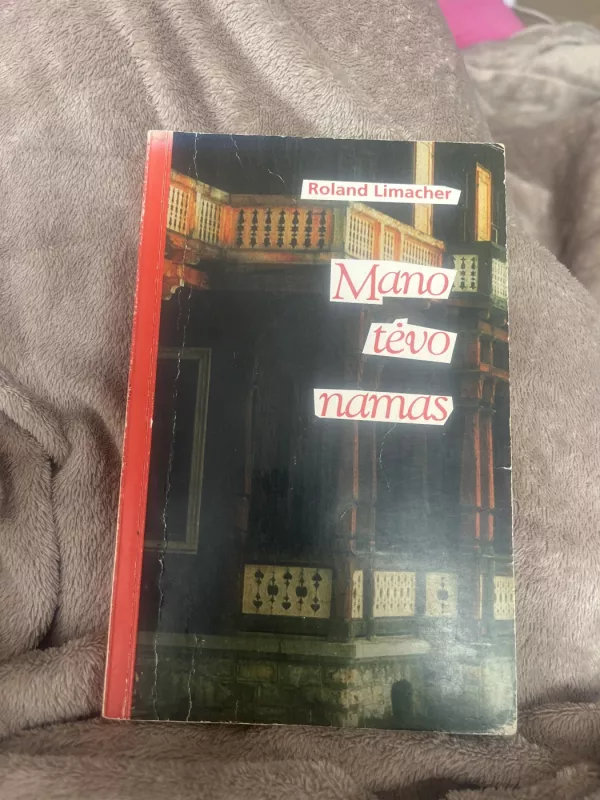 Roland Limacher
Mano
tėvo
namas